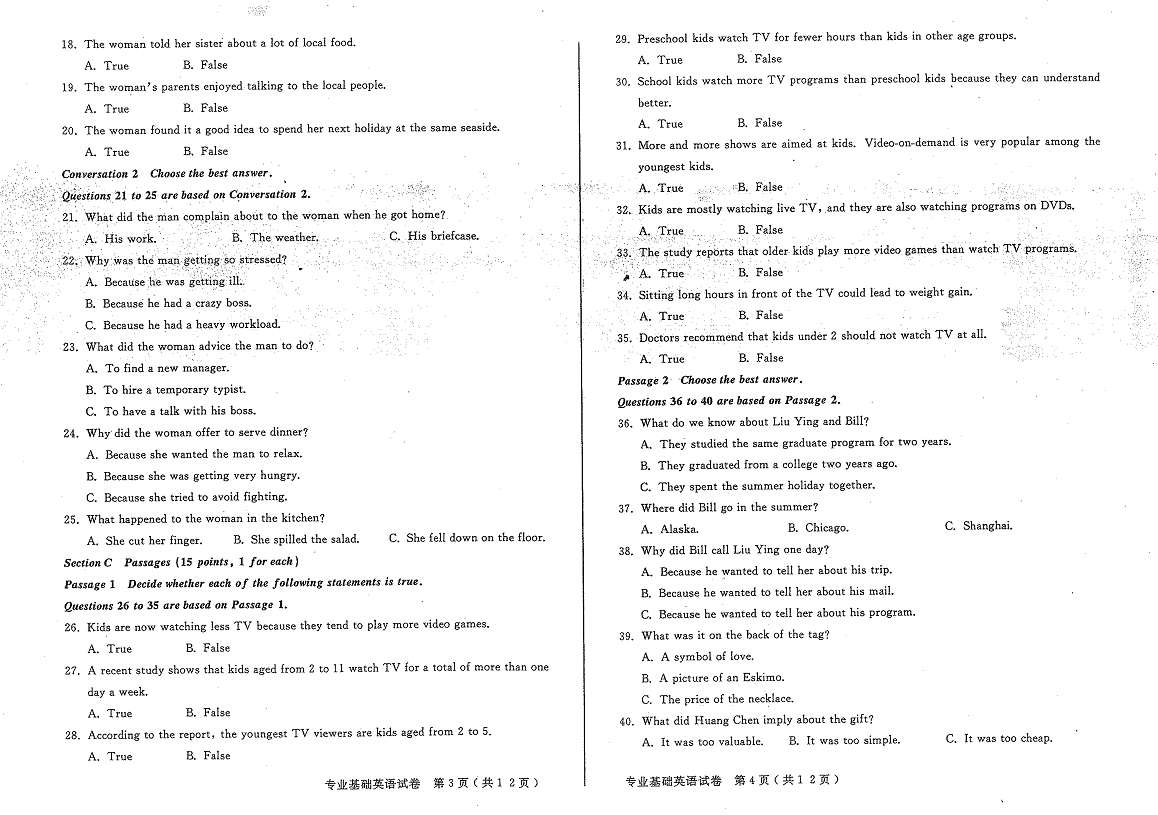 18. The woman told her sister about a lot of local food.
A. True B. False
19. The woman's parents enjoyed talking to the local people.
A. True B. False
20. The woman found it a good idea to spend her next holiday at the same seaside.
A. True B. False
Conversation 2 Choose the best answer.
Questions 21 to 25 are based on Conversation 2.
21. What did the man complain about to the woman when he got home?
A. His work. B. The weather. C. His briefcase.
22. Why was the man getting so stressed?
A. Because he was getting ill.
B. Because he had a crazy boss.
C. Because he had a heavy workload.
23. What did the woman advice the man to do?
A. To find a new manager.
B. To hire a temporary typist.
C. To have a talk with his boss.
24. Why did the woman offer to serve dinner?
A. Because she wanted the man to relax.
B. Because she was getting very hungry.
C. Because she tried to avoid fighting.
25. What happened to the woman in the kitchen?
A. She cut her finger. B. She spilled the salad. C. She fell down on the floor.
Section C Passages (15 points, 1 for each)
Passage 1 Decide whether each of the following statements is true.
Questions 26 to 35 are based on Passage 1.
26. Kids are now watching less TV because they tend to play more video games.
A. True B. False
27. A recent study shows that kids aged from 2 to 11 watch TV for a total of more than one
day a week.
A. True B. False
28. According to the report, the youngest TV viewers are kids aged from 2 to 5.
A. True B. False
专业基础英语试卷 第3页(共12页)
29. Preschool kids watch TV for fewer hours than kids in other age groups.
A. True B. False
30. School kids watch more TV programs than preschool kids because they can understand
better.
A. True B. False
31. More and more shows are aimed at kids. Video-on-demand is very popular among the
youngest kids.
A. True B. False
32. Kids are mostly watching live TV, and they are also watching programs on DVDs.
A. True B. False
33. The study reports that older kids play more video games than watch TV programs.
A. True B. False
34. Sitting long hours in front of the TV could lead to weight gain.
A. True B. False
35. Doctors recommend that kids under 2 should not watch TV at all.
A. True B. False
Passage 2 Choose the best answer.
Questions 36 to 40 are based on Passage 2.
36. What do we know about Liu Ying and Bill?
A. They studied the same graduate program for two years.
B. They graduated from a college two years ago.
C. They spent the summer holiday together.
37. Where did Bill go in the summer?
A. Alaska. B. Chicago. C. Shanghai.
38. Why did Bill call Liu Ying one day?
A. Because he wanted to tell her about his trip.
B. Because he wanted to tell her about his mail.
C. Because he wanted to tell her about his program.
39. What was it on the back of the tag?
A. A symbol of love.
B. A picture of an Eskimo.
C. The price of the necklace.
40. What did Huang Chen imply about the gift?
A. It was too valuable. B. It was too simple. C. It was too cheap.
专业基础英语试卷 第4页(共12页)